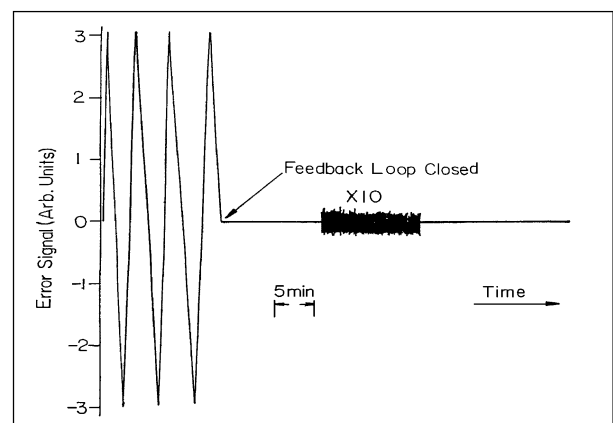 3
2
1
0
-1
-2
-3
Error Signal (Arb. Units)
Feedback Loop Closed
X10
5min
Time